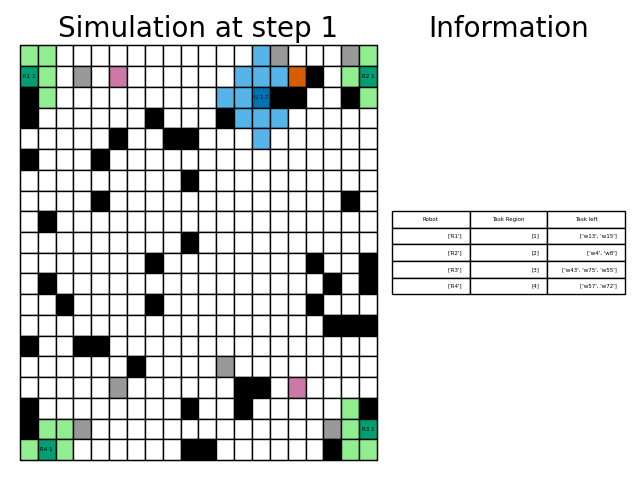 Simulation at step 1
Information
R1 1
R2 1
U 1.7
Robot Task Region Task left
['R1'] [1] ['w13', 'w15']
['R2'] [2] ['w4', 'w8']
['R3'] [3] ['w43', 'w75', 'w55']
['R4'] [4] ['w57', 'w72']
R3 1
R4 1